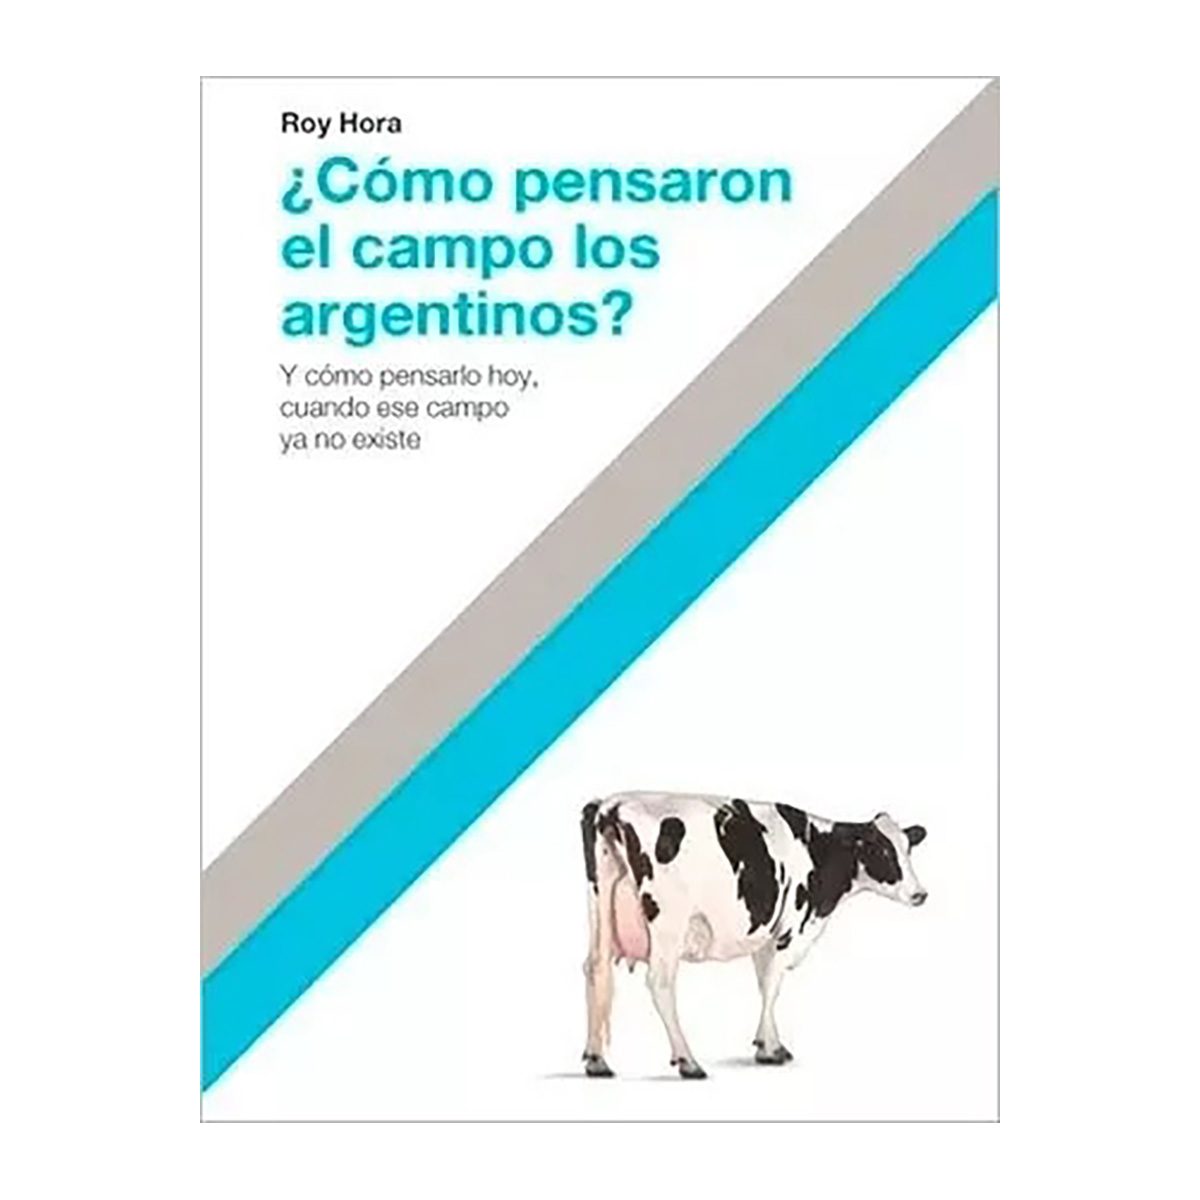 Roy Hora
¿Cómo pensaron
el campo los
argentinos?
Y cómo pensarlo hoy,
cuando ese campo
ya no existe